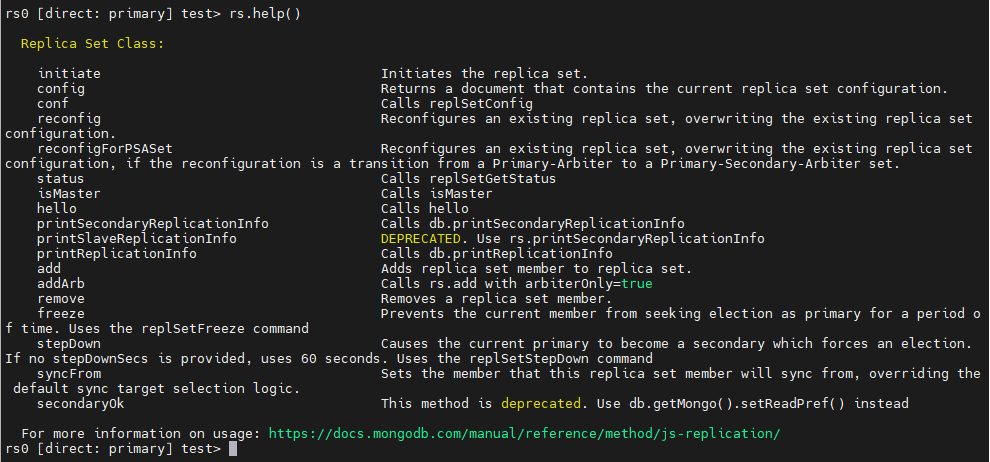 rs0 [direct: primary] test> rs.help()
Replica Set Class:
initiate Initiates the replica set.
config Returns a document that contains the current replica set configuration.
conf Calls replSetConfig
reconfig Reconfigures an existing replica set, overwriting the existing replica set
configuration.
reconfigForPSASet Reconfigures an existing replica set, overwriting the existing replica set
configuration, if the reconfiguration is a transition from a Primary-Arbiter to a Primary-Secondary-Arbiter set.
status Calls replSetGetStatus
isMaster Calls isMaster
hello Calls hello
printSecondaryReplicationInfo Calls db.printSecondaryReplicationInfo
printSlaveReplicationInfo DEPRECATED. Use rs.printSecondaryReplicationInfo
printReplicationInfo Calls db.printReplicationInfo
add Adds replica set member to replica set.
addArb Calls rs.add with arbiterOnly=true
remove Removes a replica set member.
freeze Prevents the current member from seeking election as primary for a period o
f time. Uses the replSetFreeze command
stepDown Causes the current primary to become a secondary which forces an election.
If no stepDownSecs is provided, uses 60 seconds. Uses the replSetStepDown command
syncFrom Sets the member that this replica set member will sync from, overriding the
default sync target selection logic.
secondaryOk This method is deprecated. Use db.getMongo().setReadPref() instead
For more information on usage: https://docs.mongodb.com/manual/reference/method/js-replication/
rs0 [direct: primary] test>